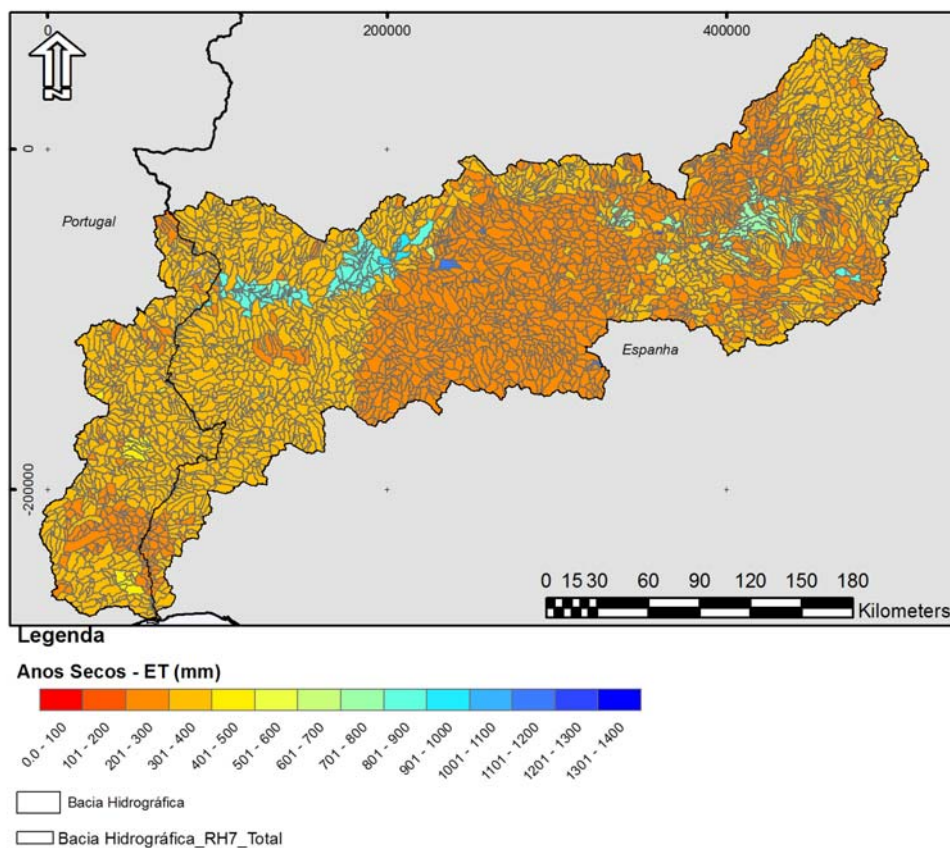 0 200000 400000
N
0
Portugal
Espanha
-200000
0 15 30 60 90 120 150 180
Kilometers
Legenda
Anos Secos - ET (mm)
0.0 - 100 101 - 200 201 - 300 301 - 400 401 - 500 501 - 600 601 - 700 701 - 800 801 - 900 901 - 1000 1001 - 1100 1101 - 1200 1201 - 1300 1301 - 1400
Bacia Hidrográfica
Bacia Hidrográfica_RH7_Total